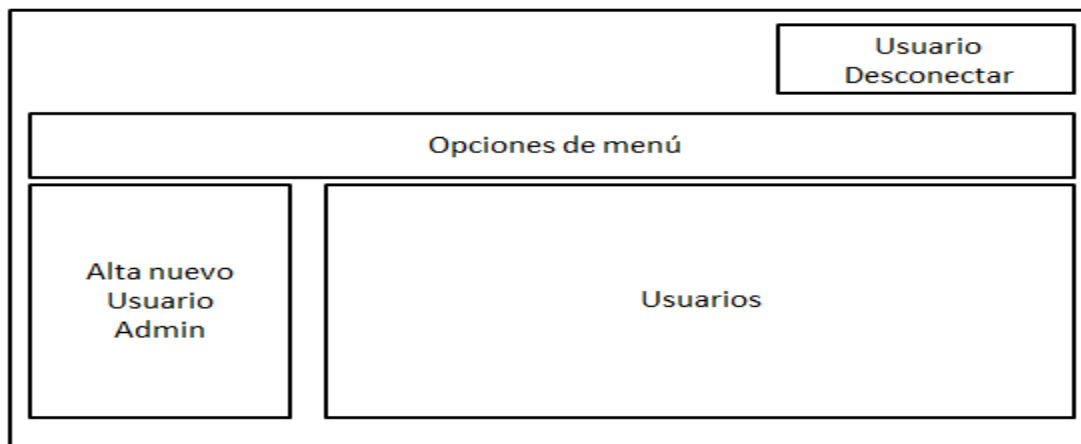 Usuario
Desconectar
Opciones de menú
Alta nuevo
Usuario
Admin
Usuarios